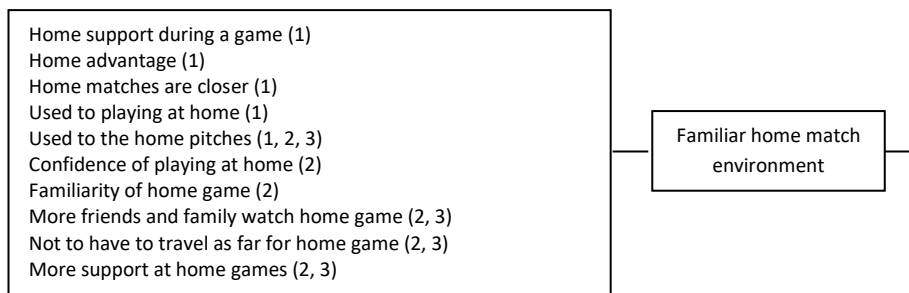 Home support during a game (1)
Home advantage (1)
Home matches are closer (1)
Used to playing at home (1)
Used to the home pitches (1, 2, 3)
Confidence of playing at home (2)
Familiarity of home game (2)
More friends and family watch home game (2, 3)
Not to have to travel as far for home game (2, 3)
More support at home games (2, 3)
Familiar home match
environment